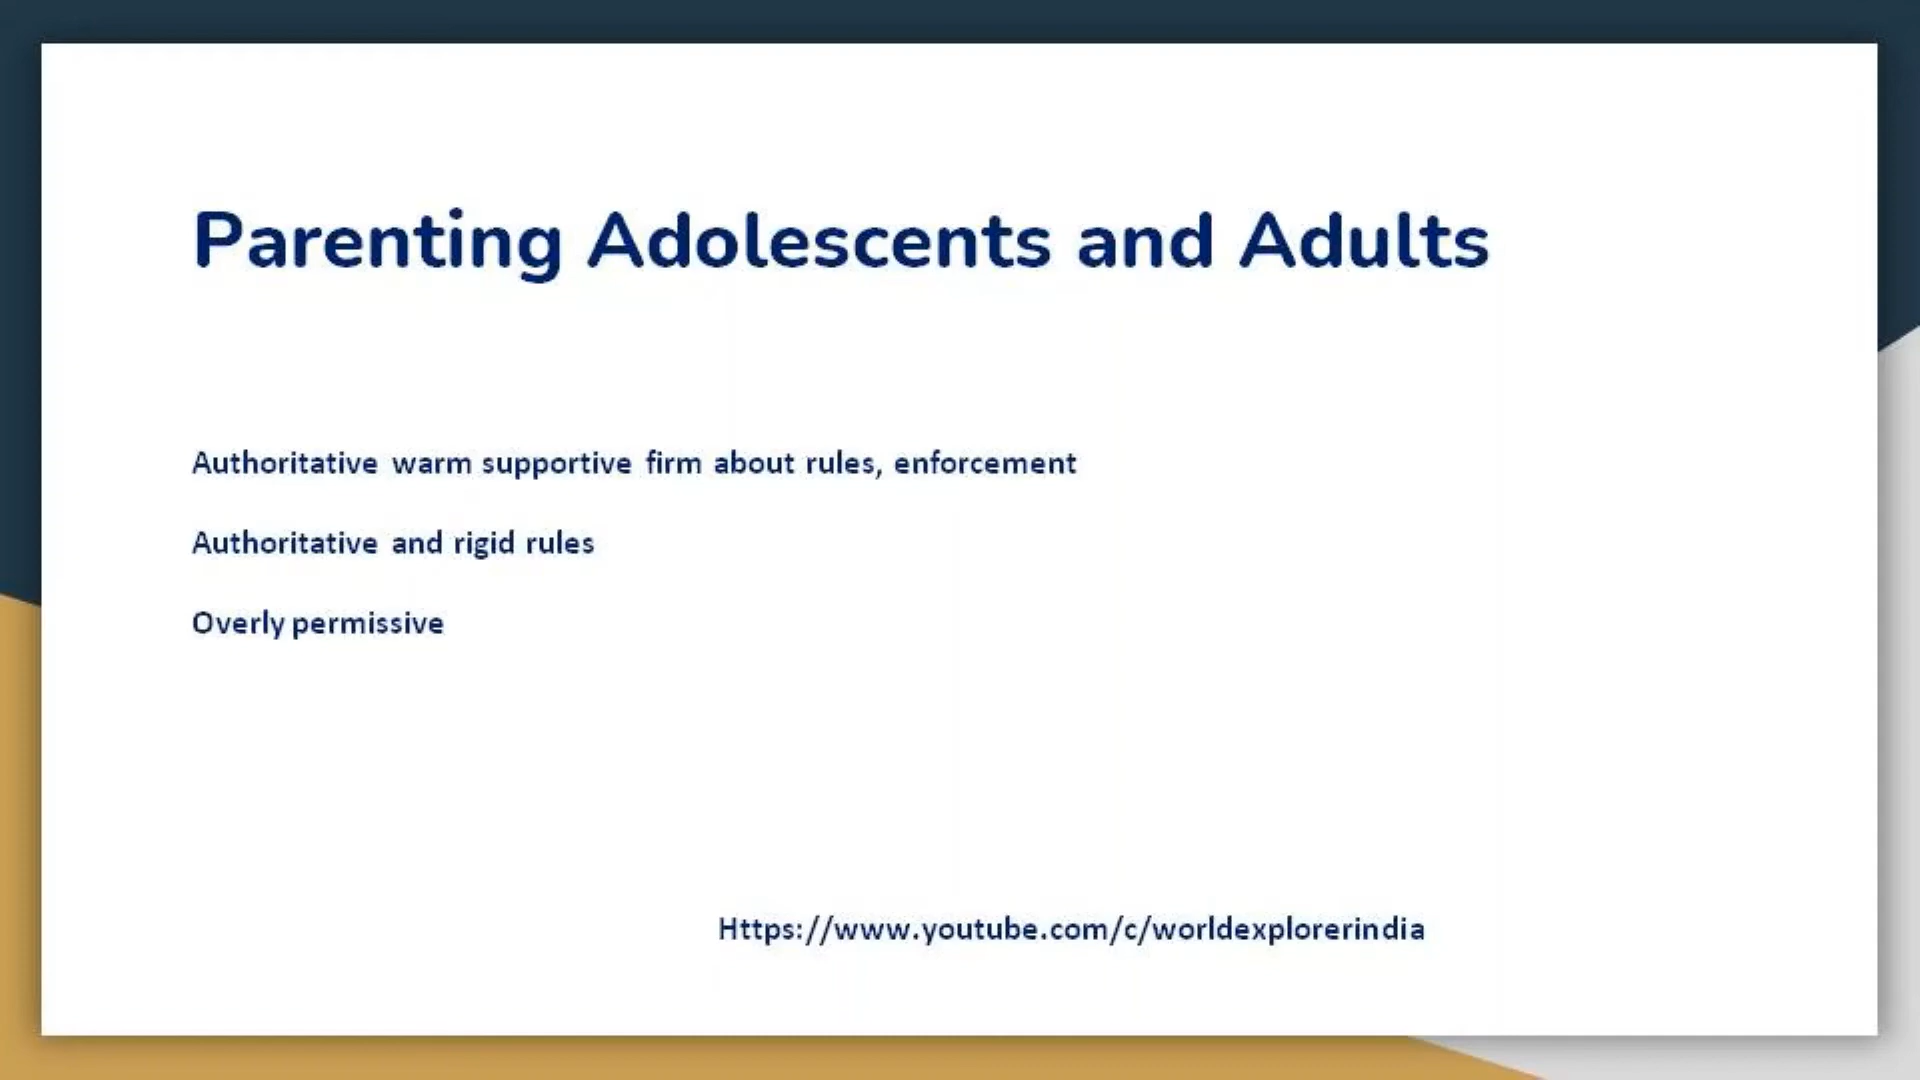 Parenting Adolescents and Adults
Authoritative warm supportive firm about rules, enforcement
Authoritative and rigid rules
Overly permissive
Https://www.youtube.com/c/worldexplorerindia